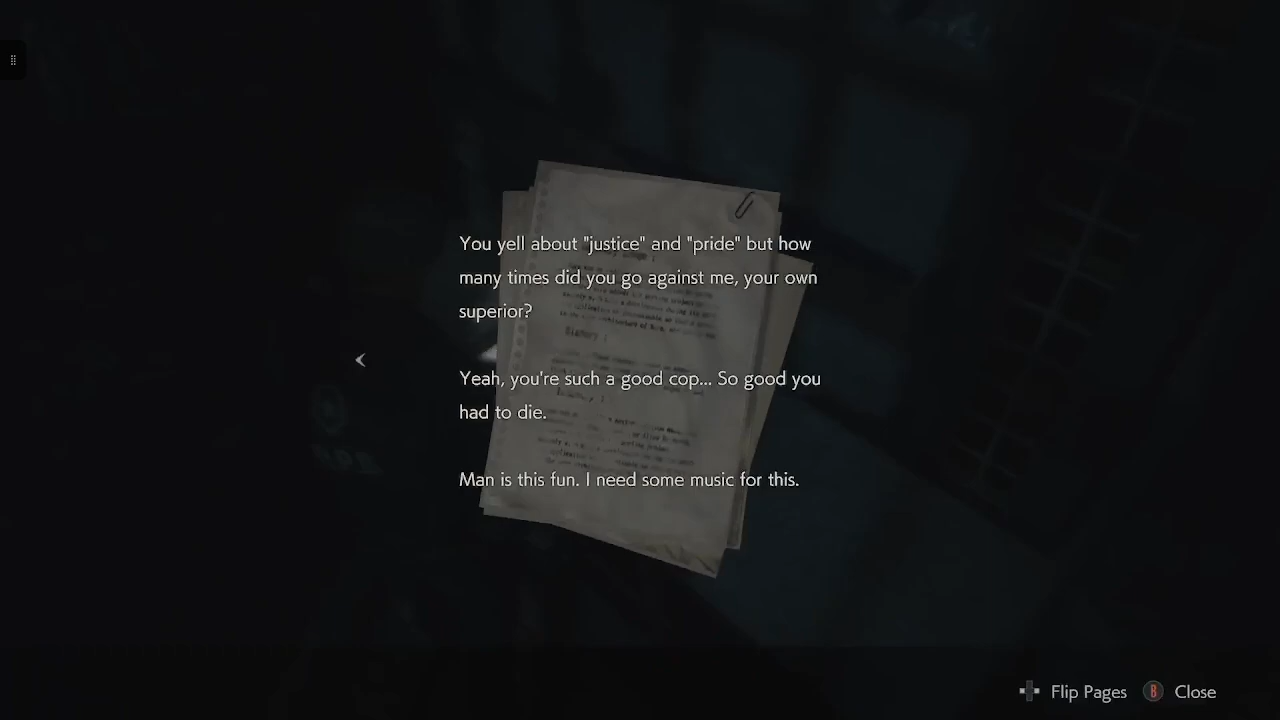 You yell about "justice" and "pride" but how
many times did you go against me, your own
superior?
Yeah, you're such a good cop... So good you
had to die.
Man is this fun. I need some music for this.
Flip Pages B Close